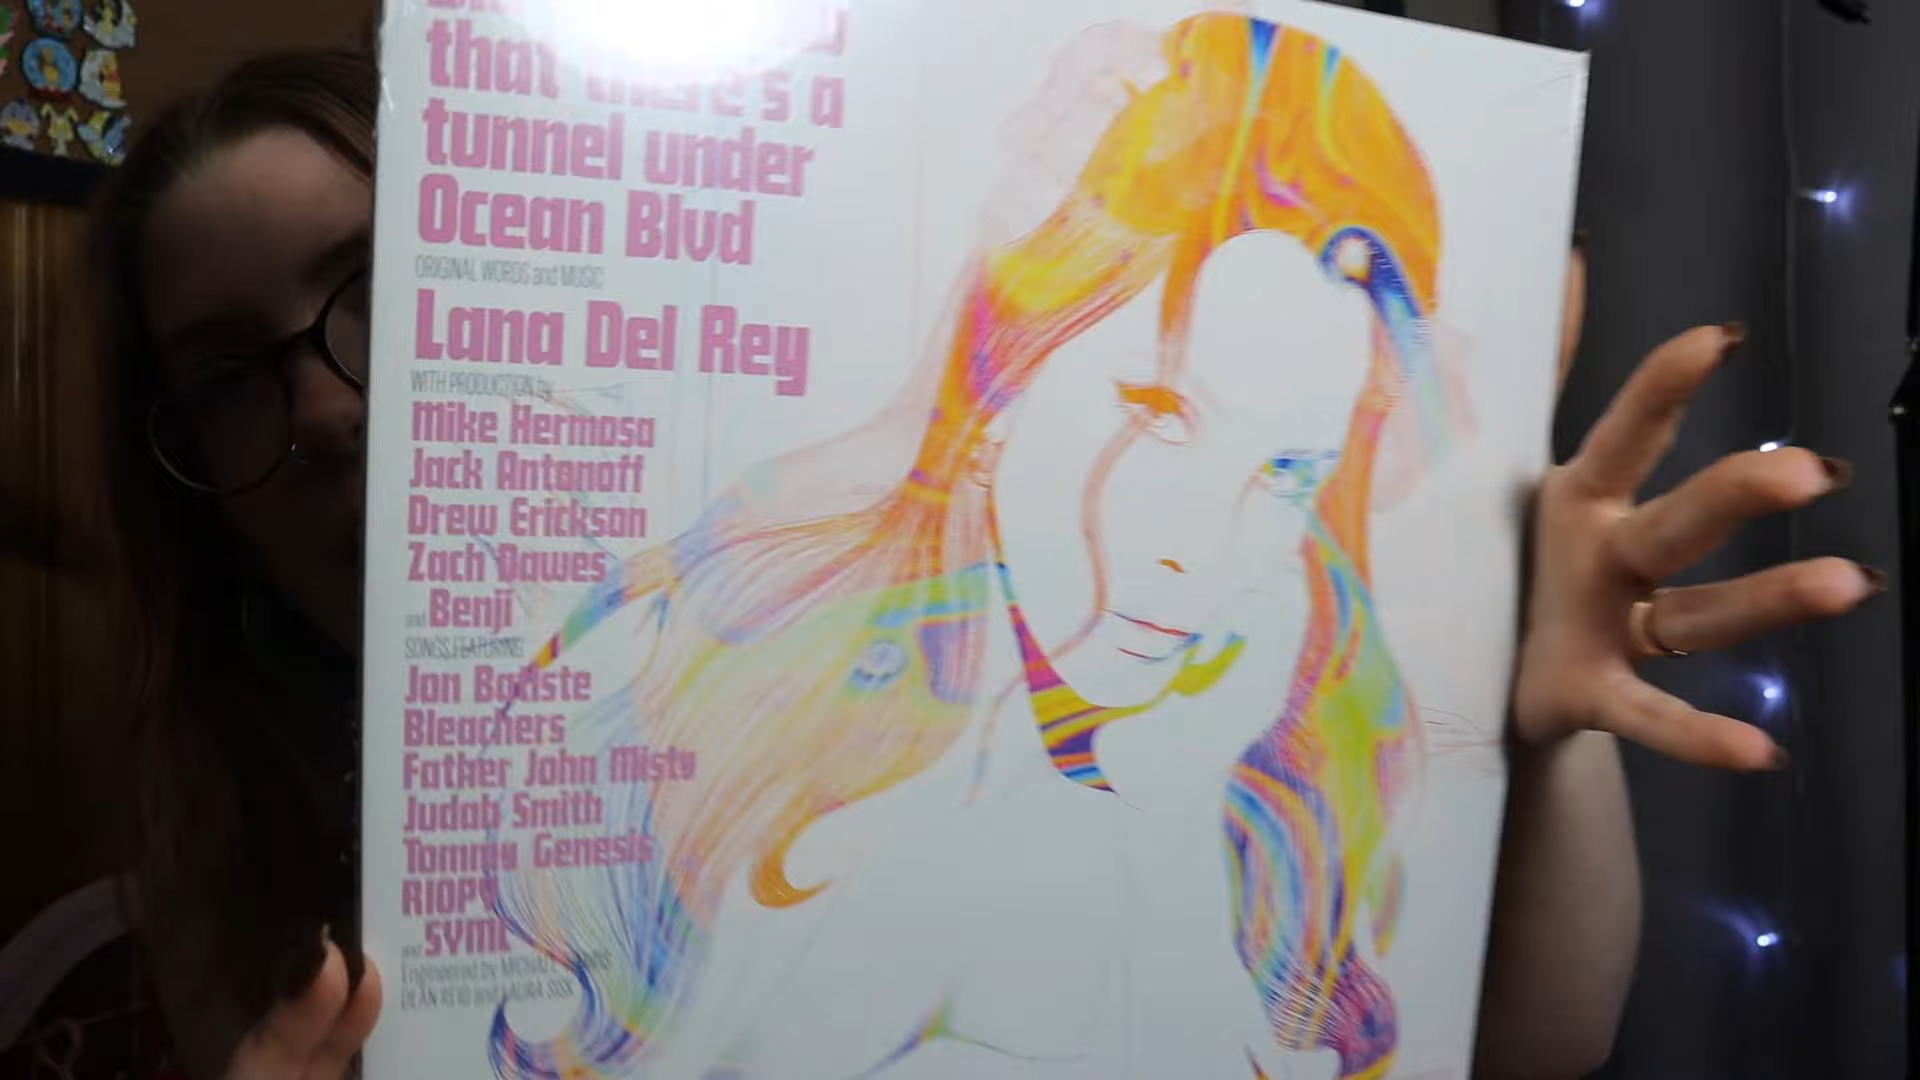 that there's a
tunnel under
Ocean Blvd
ORIGINAL WORDS and MUSIC
Lana Del Rey
WITH PRODUCTION by
Mike Hermosa
Jack Antonoff
Drew Erickson
Zach Dawes
and Benji
SONGS FEATURING
Jon Batiste
Bleachers
Father John Misty
Judah Smith
Tommy Genesis
RIOPY
and SYML
Engineered by MICHAEL
DEAN REID and LAURA SISK